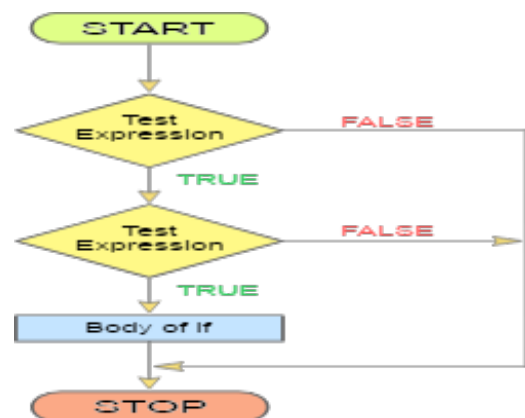 START
Test
Expression
FALSE
TRUE
Test
Expression
FALSE
TRUE
Body of If
STOP